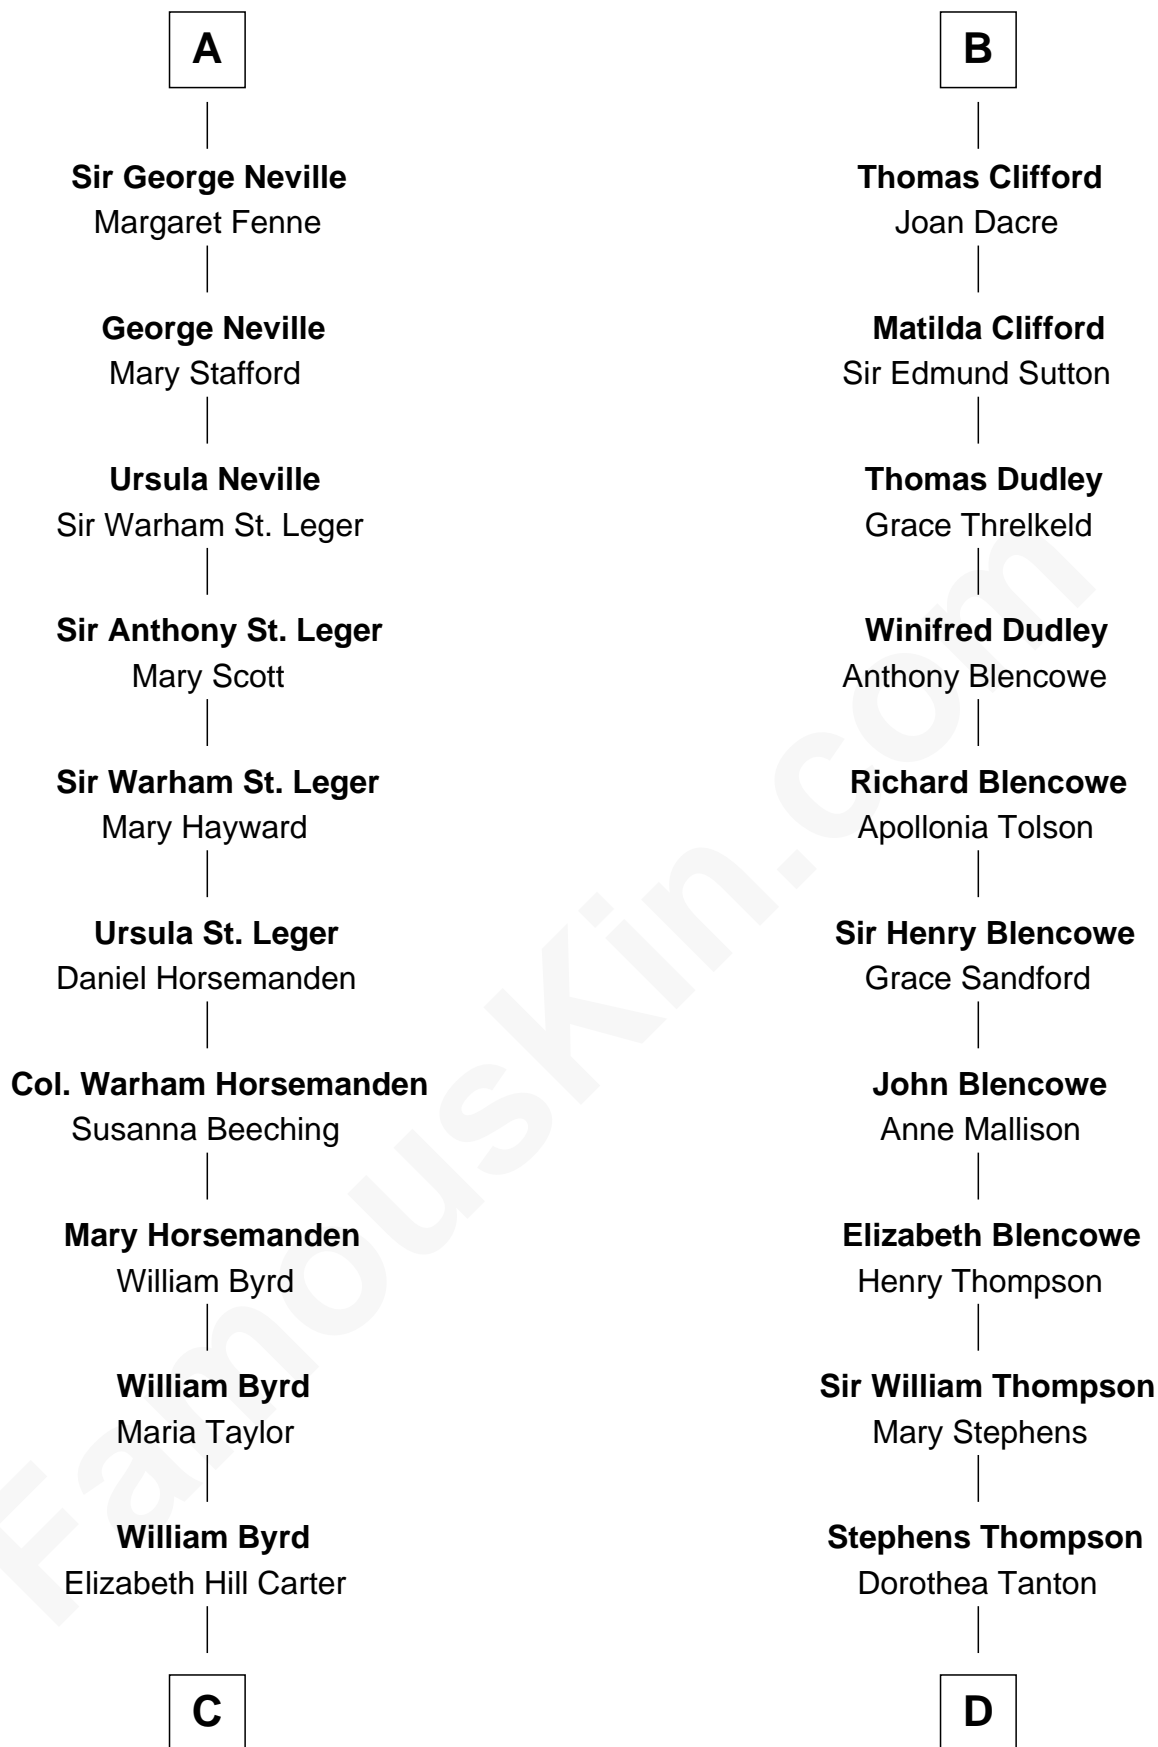 A
Sir George Neville
Margaret Fenne
George Neville
Mary Stafford
Ursula Neville
Sir Warham St. Leger
Sir Anthony St. Leger
Mary Scott
Sir Warham St. Leger
Mary Hayward
Ursula St. Leger
Daniel Horsemanden
Col. Warham Horsemanden
Susanna Beeching
Mary Horsemanden
William Byrd
William Byrd
Maria Taylor
William Byrd
Elizabeth Hill Carter
C
B
Thomas Clifford
Joan Dacre
Matilda Clifford
Sir Edmund Sutton
Thomas Dudley
Grace Threlkeld
Winifred Dudley
Anthony Blencowe
Richard Blencowe
Apollonia Tolson
Sir Henry Blencowe
Grace Sandford
John Blencowe
Anne Mallison
Elizabeth Blencowe
Henry Thompson
Sir William Thompson
Mary Stephens
Stephens Thompson
Dorothea Tanton
D
FamousKin.com